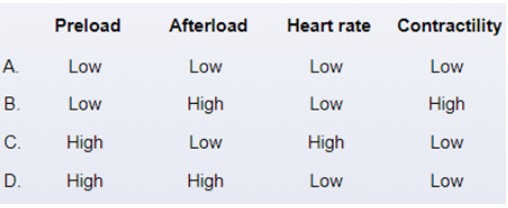 Preload Afterload Heart rate Contractility
A. Low Low Low Low
B. Low High Low High
C. High Low High Low
D. High High Low Low